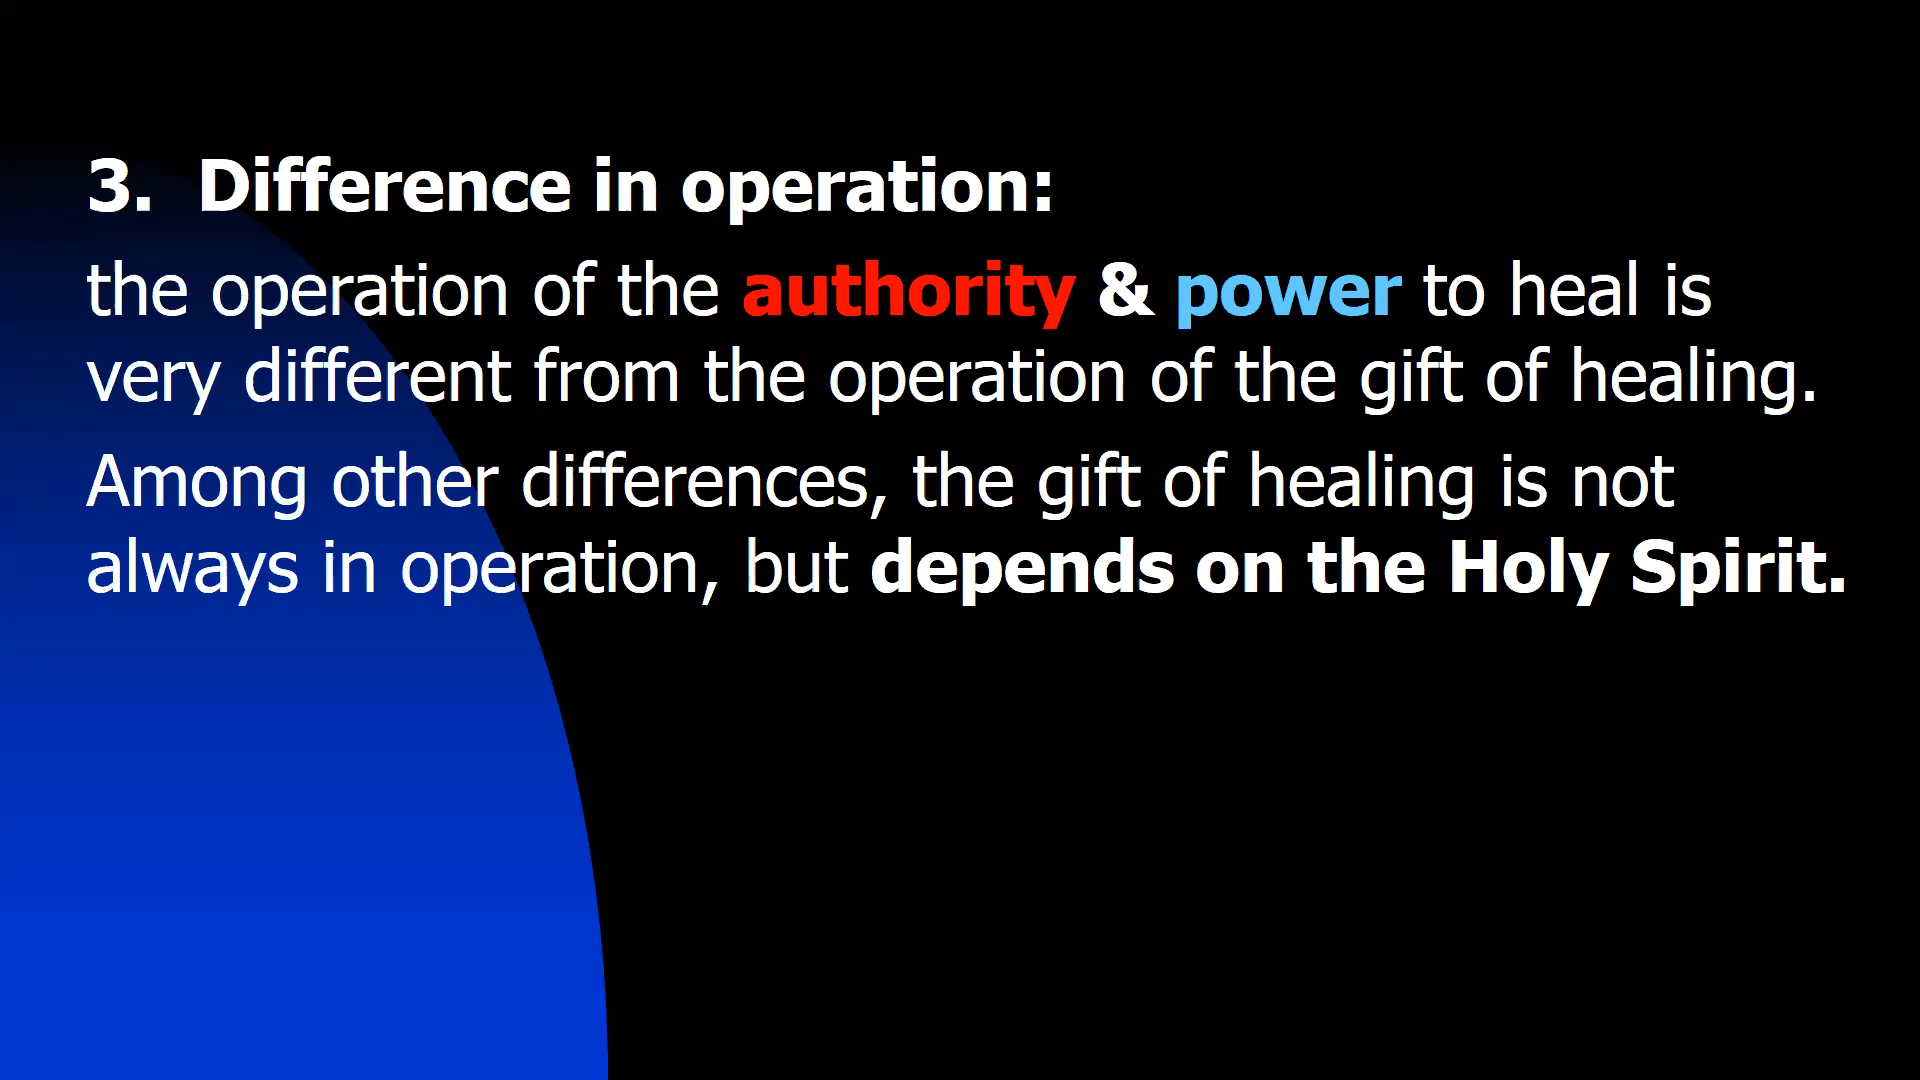 3. Difference in operation:
the operation of the authority & power to heal is
very different from the operation of the gift of healing.
Among other differences, the gift of healing is not
always in operation, but depends on the Holy Spirit.